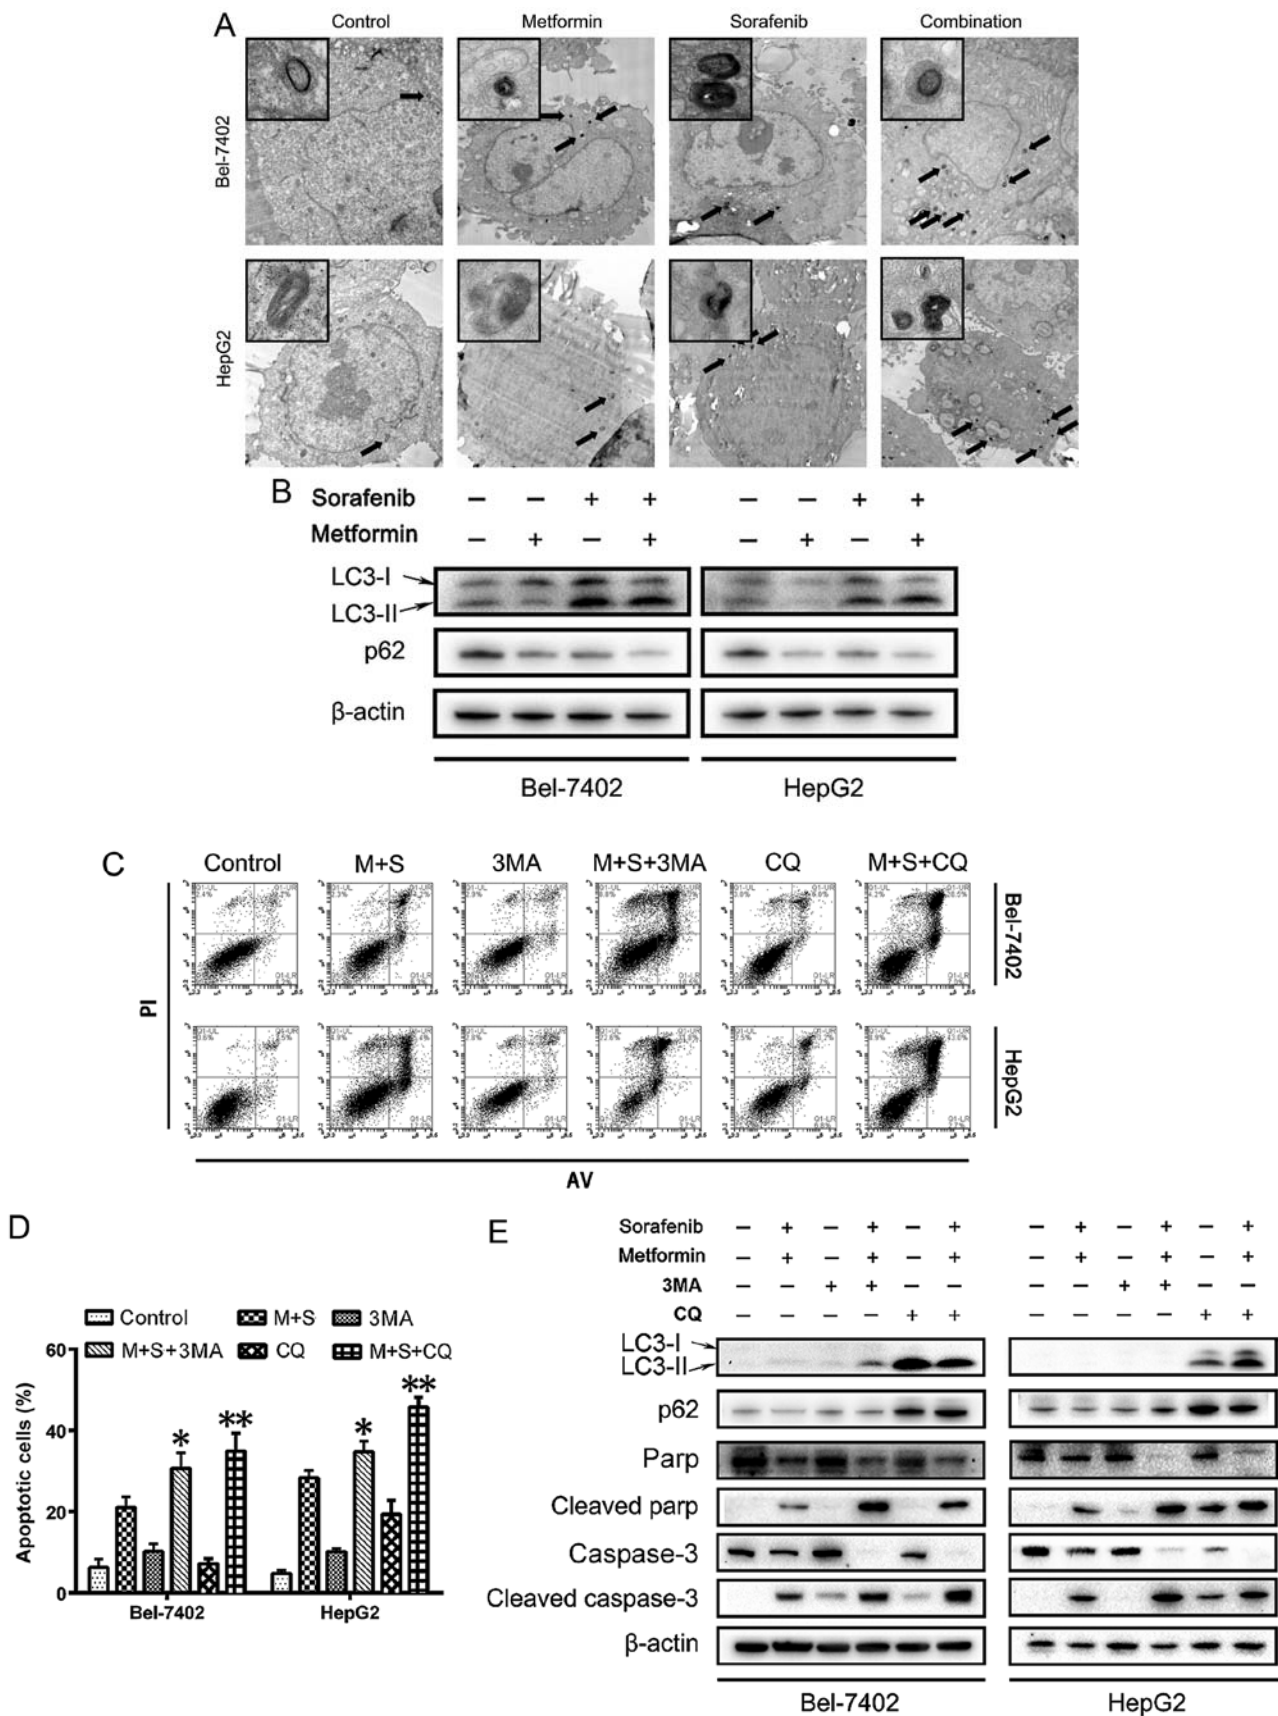 A
Control Metformin Sorafenib Combination
Bel-7402
HepG2
B
Sorafenib − − + + − − + +
Metformin − + − + − + − +
LC3-I
LC3-II
p62
β-actin
Bel-7402 HepG2
C
Control M+S 3MA M+S+3MA CQ M+S+CQ
Bel-7402
HepG2
PI
AV
D
Control M+S 3MA
M+S+3MA CQ M+S+CQ
Apoptotic cells (%)
60
40
20
0
* ** * **
Bel-7402 HepG2
E
Sorafenib − + − + − + − + − + − +
Metformin − + − + − + − + − + − +
3MA − − + + − − − − + + − −
CQ − − − − + + − − − − + +
LC3-I
LC3-II
p62
Parp
Cleaved parp
Caspase-3
Cleaved caspase-3
β-actin
Bel-7402 HepG2